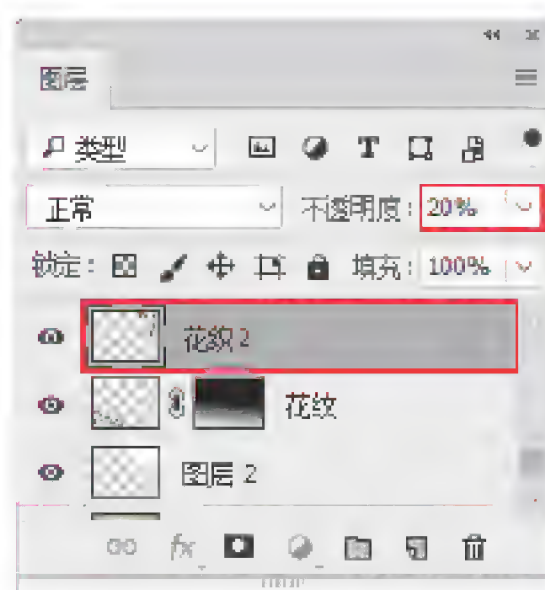 图层
类型
正常 不透明度: 20%
锁定: 填充: 100%
花纹 2
花纹
图层 2
fx